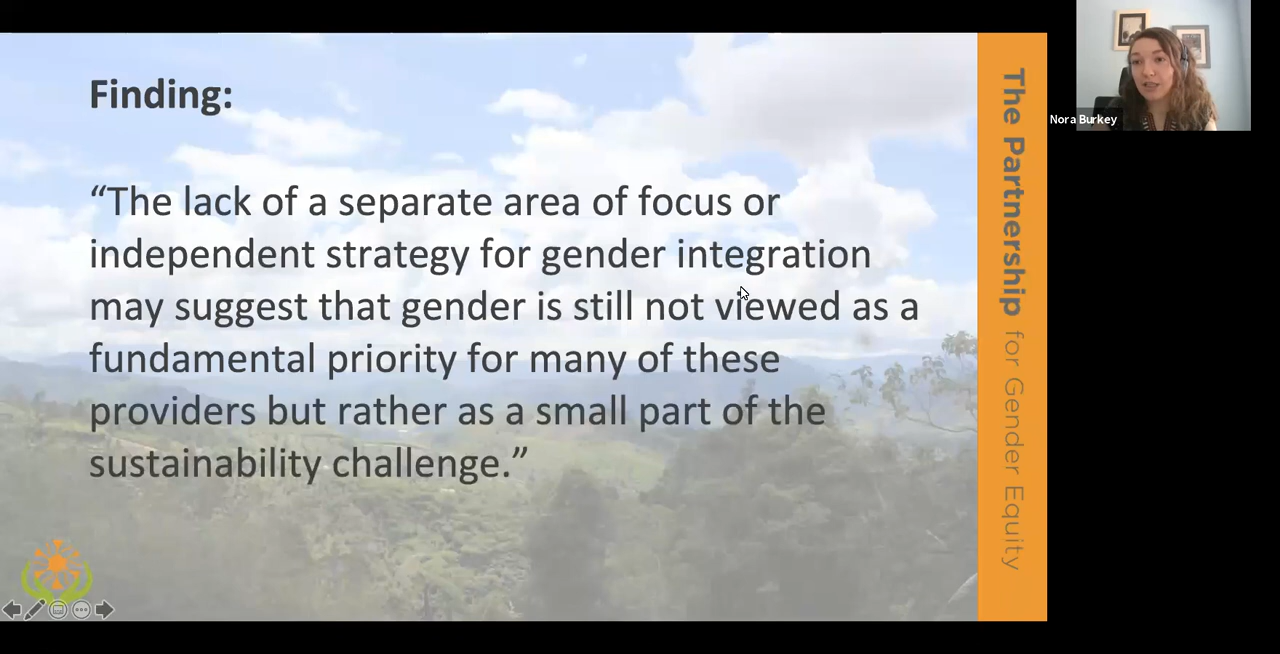 Finding:
“The lack of a separate area of focus or
independent strategy for gender integration
may suggest that gender is still not viewed as a
fundamental priority for many of these
providers but rather as a small part of the
sustainability challenge.”
The Partnership for Gender Equity
Nora Burkey